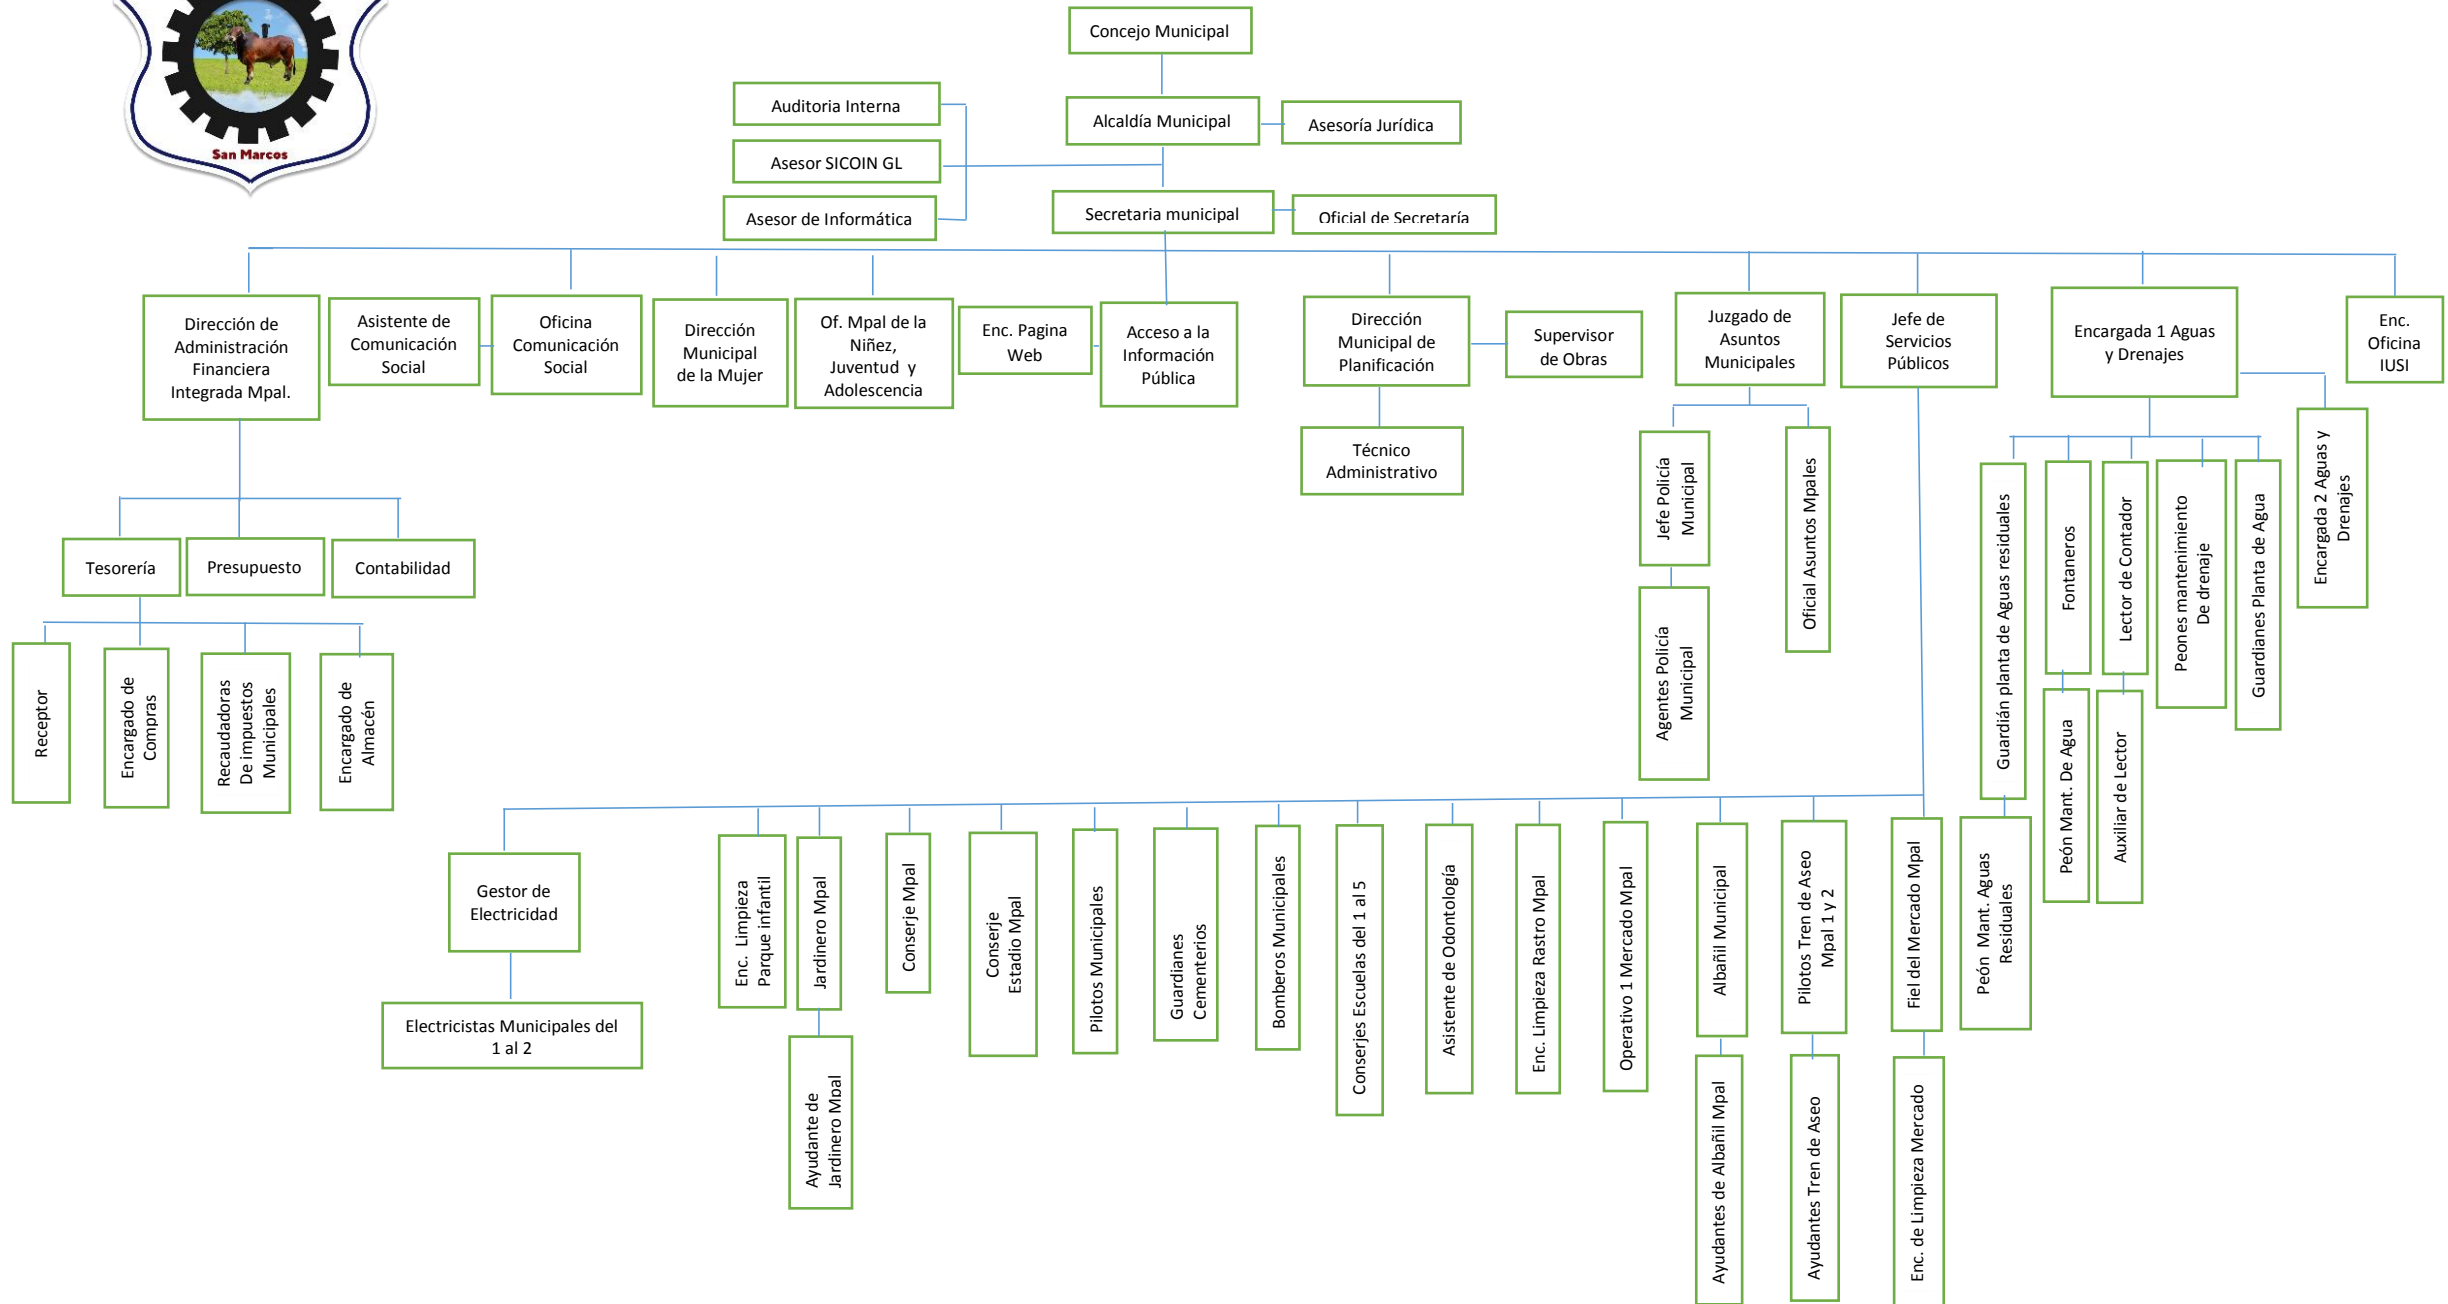 San Marcos
Concejo Municipal
Auditoria Interna
Alcaldía Municipal
Asesoría Jurídica
Asesor SICOIN GL
Asesor de Informática
Secretaria municipal
Oficial de Secretaría
Dirección de
Administración
Financiera
Integrada Mpal.
Asistente de
Comunicación
Social
Oficina
Comunicación
Social
Dirección
Municipal
de la Mujer
Of. Mpal de la
Niñez,
Juventud y
Adolescencia
Enc. Pagina
Web
Acceso a la
Información
Pública
Dirección
Municipal de
Planificación
Supervisor
de Obras
Juzgado de
Asuntos
Municipales
Jefe de
Servicios
Públicos
Encargada 1 Aguas
y Drenajes
Enc.
Oficina
IUSI
Técnico
Administrativo
Jefe Policía
Municipal
Oficial Asuntos Mpales
Guardián planta de Aguas residuales
Fontaneros
Lector de Contador
Peones mantenimiento
De drenaje
Guardianes Planta de Agua
Encargada 2 Aguas y
Drenajes
Tesorería
Presupuesto
Contabilidad
Agentes Policía
Municipal
Receptor
Encargado de
Compras
Recaudadoras
De impuestos
Municipales
Encargado de
Almacén
Peón Mant. De Agua
Auxiliar de Lector
Peón Mant. Aguas
Residuales
Gestor de
Electricidad
Enc. Limpieza
Parque infantil
Jardinero Mpal
Conserje Mpal
Conserje
Estadio Mpal
Pilotos Municipales
Guardianes
Cementerios
Bomberos Municipales
Conserjes Escuelas del 1 al 5
Asistente de Odontología
Enc. Limpieza Rastro Mpal
Operativo 1 Mercado Mpal
Albañil Municipal
Pilotos Tren de Aseo
Mpal 1 y 2
Fiel del Mercado Mpal
Electricistas Municipales del
1 al 2
Ayudante de
Jardinero Mpal
Ayudantes de Albañil Mpal
Ayudantes Tren de Aseo
Enc. de Limpieza Mercado